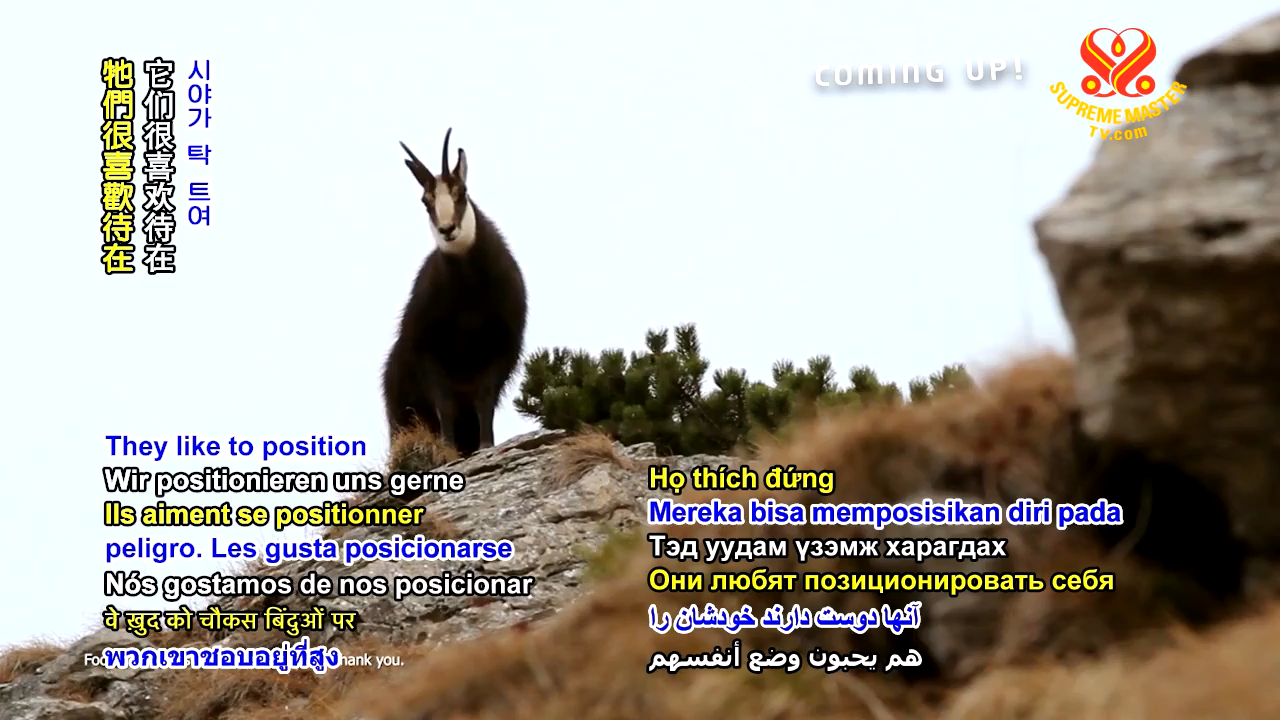 COMING UP!
SUPREME MASTER
TV.com
시야가 탁 트여
它们很喜欢待在
牠們很喜歡待在
They like to position
Wir positionieren uns gerne
Ils aiment se positionner
peligro. Les gusta posicionarse
Nós gostamos de nos posicionar
वे ख़ुद को चौकस बिंदुओं पर
พวกเขาชอบอยู่ที่สูง
thank you.
Họ thích đứng
Mereka bisa memposisikan diri pada
Тэд уудам үзэмж харагдах
Они любят позиционировать себя
آنها دوست دارند خودشان را
هم يحبون وضع أنفسهم